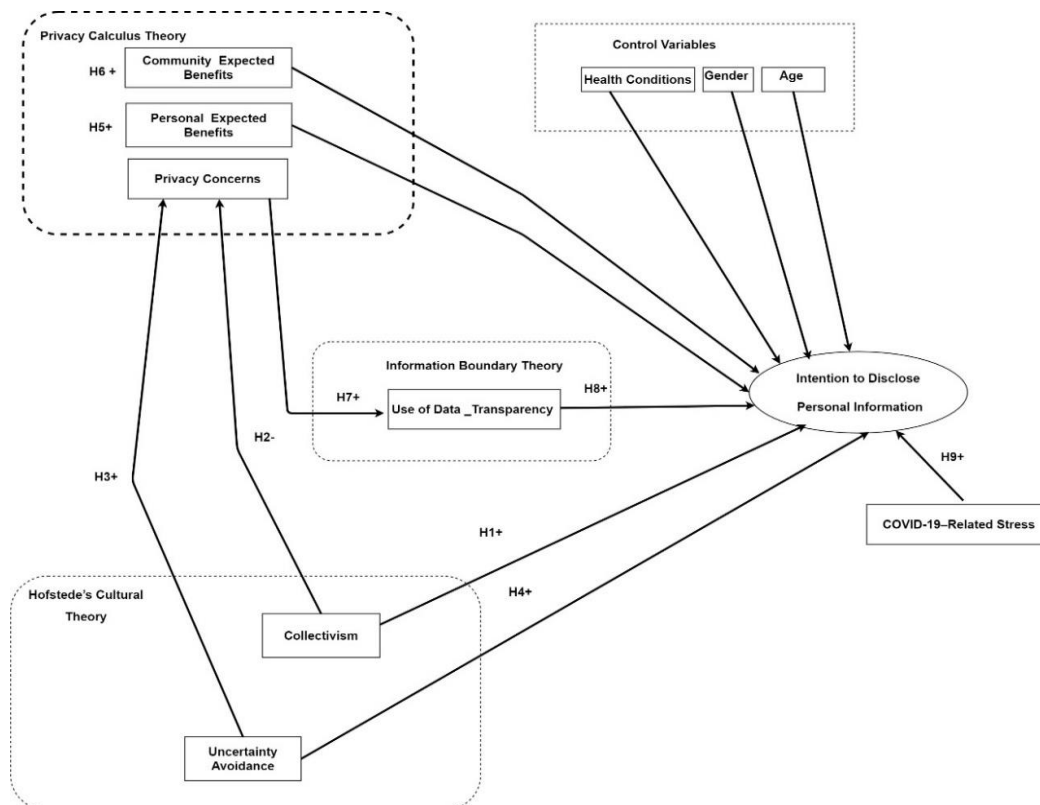 Privacy Calculus Theory
H6 +
Community Expected
Benefits
H5+
Personal Expected
Benefits
Privacy Concerns
Control Variables
Health Conditions
Gender
Age
Information Boundary Theory
H7+
Use of Data _Transparency
H8+
Intention to Disclose
Personal Information
H2-
H3+
H9+
COVID-19–Related Stress
H1+
H4+
Hofstede's Cultural
Theory
Collectivism
Uncertainty
Avoidance